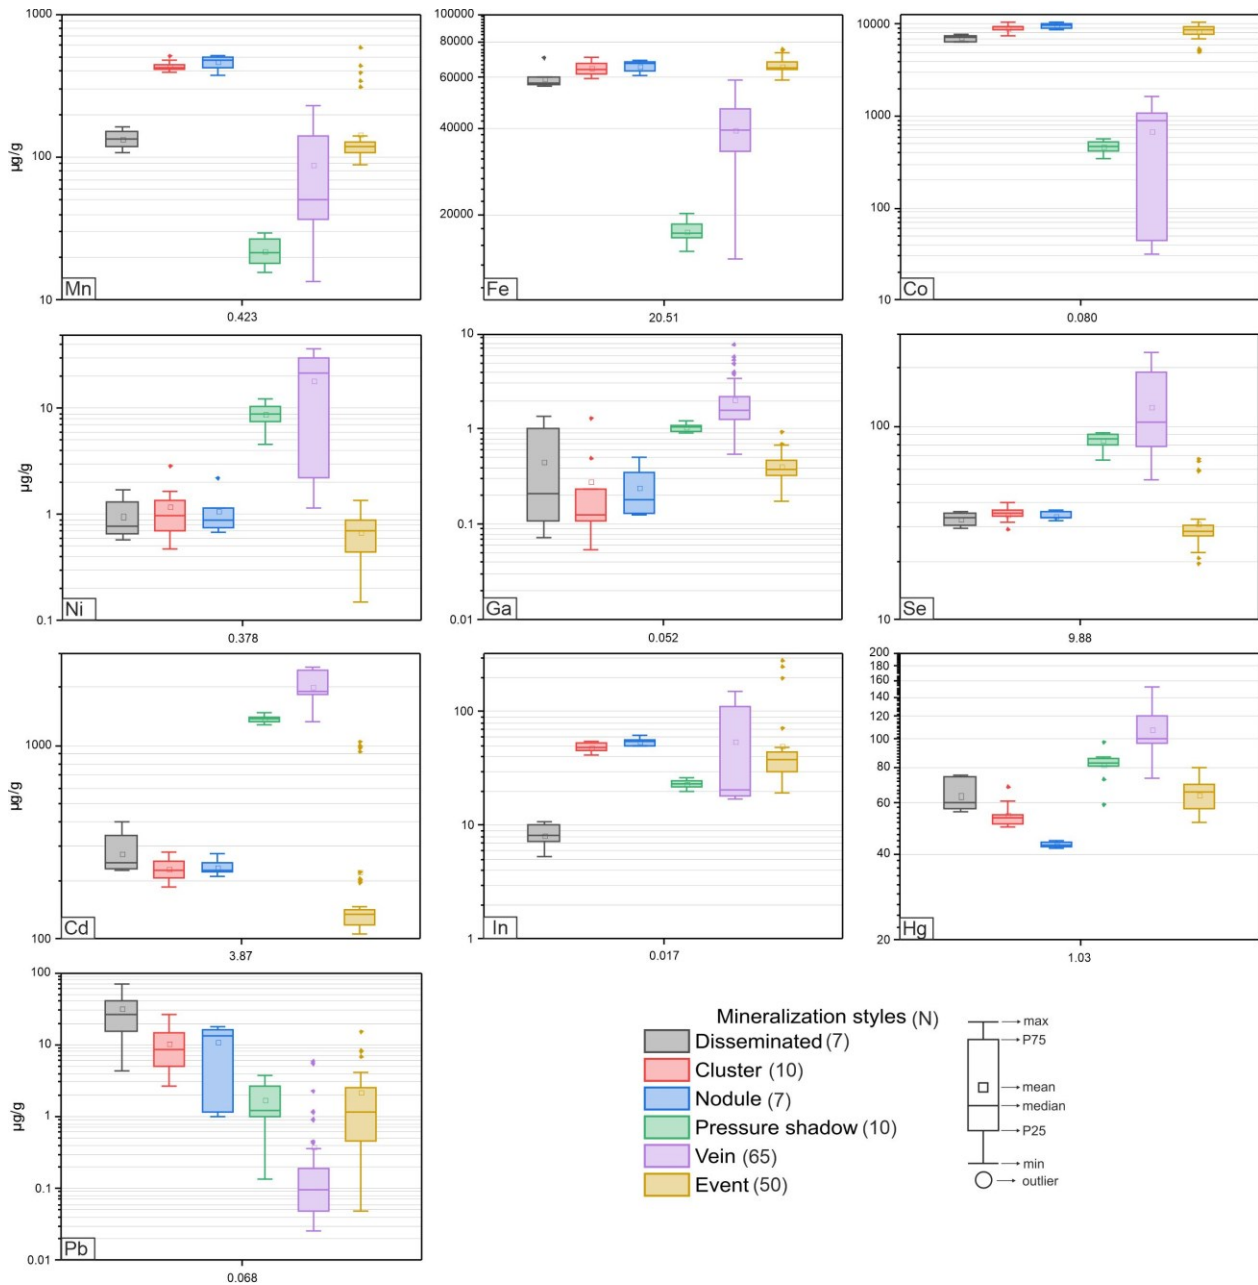 1000
100
10
µg/g
Mn
0.423
100000
80000
60000
40000
20000
Fe
20.51
10000
1000
100
10
Co
0.080
10
1
0.1
µg/g
Ni
0.378
10
1
0.1
0.01
Ga
0.052
100
10
Se
9.88
1000
100
µg/g
Cd
3.87
100
10
1
In
0.017
200
180
160
140
120
100
80
60
40
20
Hg
1.03
100
10
1
0.1
0.01
µg/g
Pb
0.068
Mineralization styles (N)
Disseminated (7)
Cluster (10)
Nodule (7)
Pressure shadow (10)
Vein (65)
Event (50)
max
P75
mean
median
P25
min
outlier